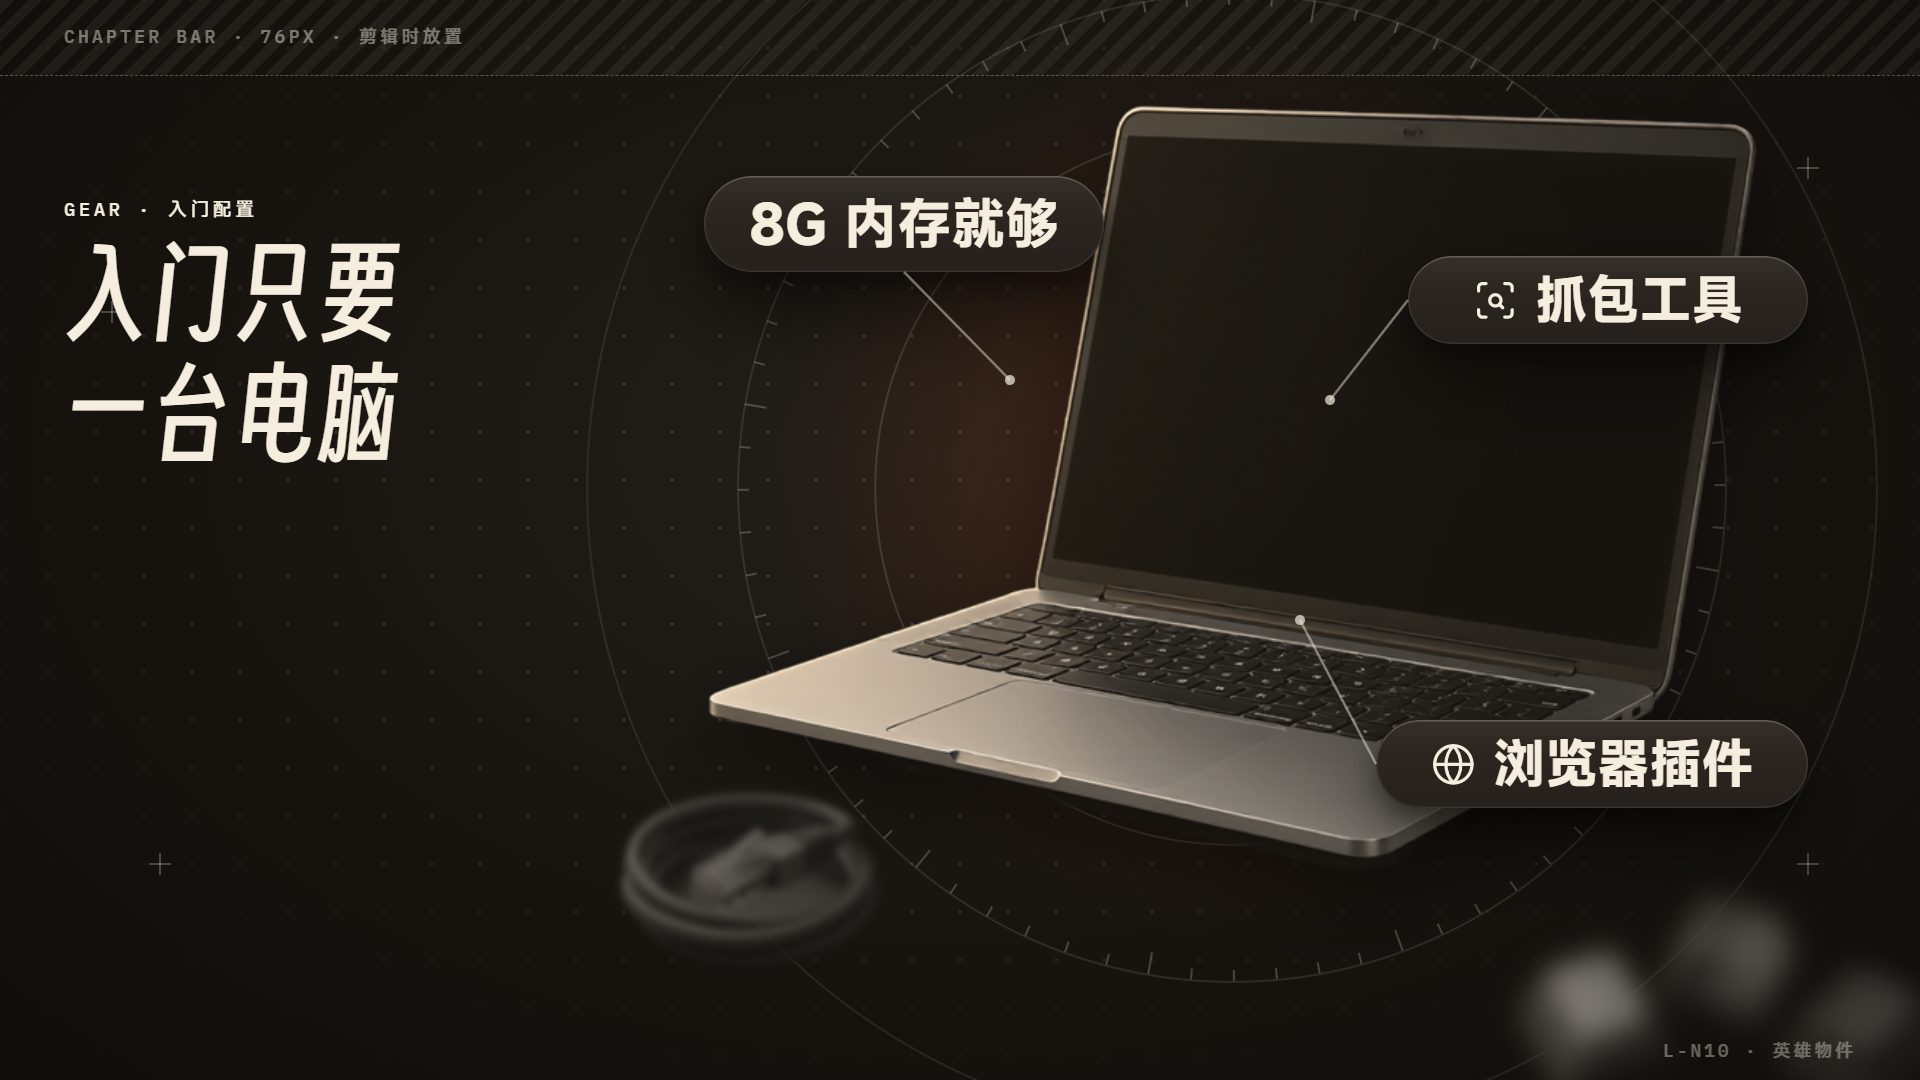 CHAPTER BAR · 76PX · 剪辑时放置
GEAR · 入门配置
入门只要
一台电脑
8G 内存就够
抓包工具
浏览器插件
L-N10 · 英雄物件